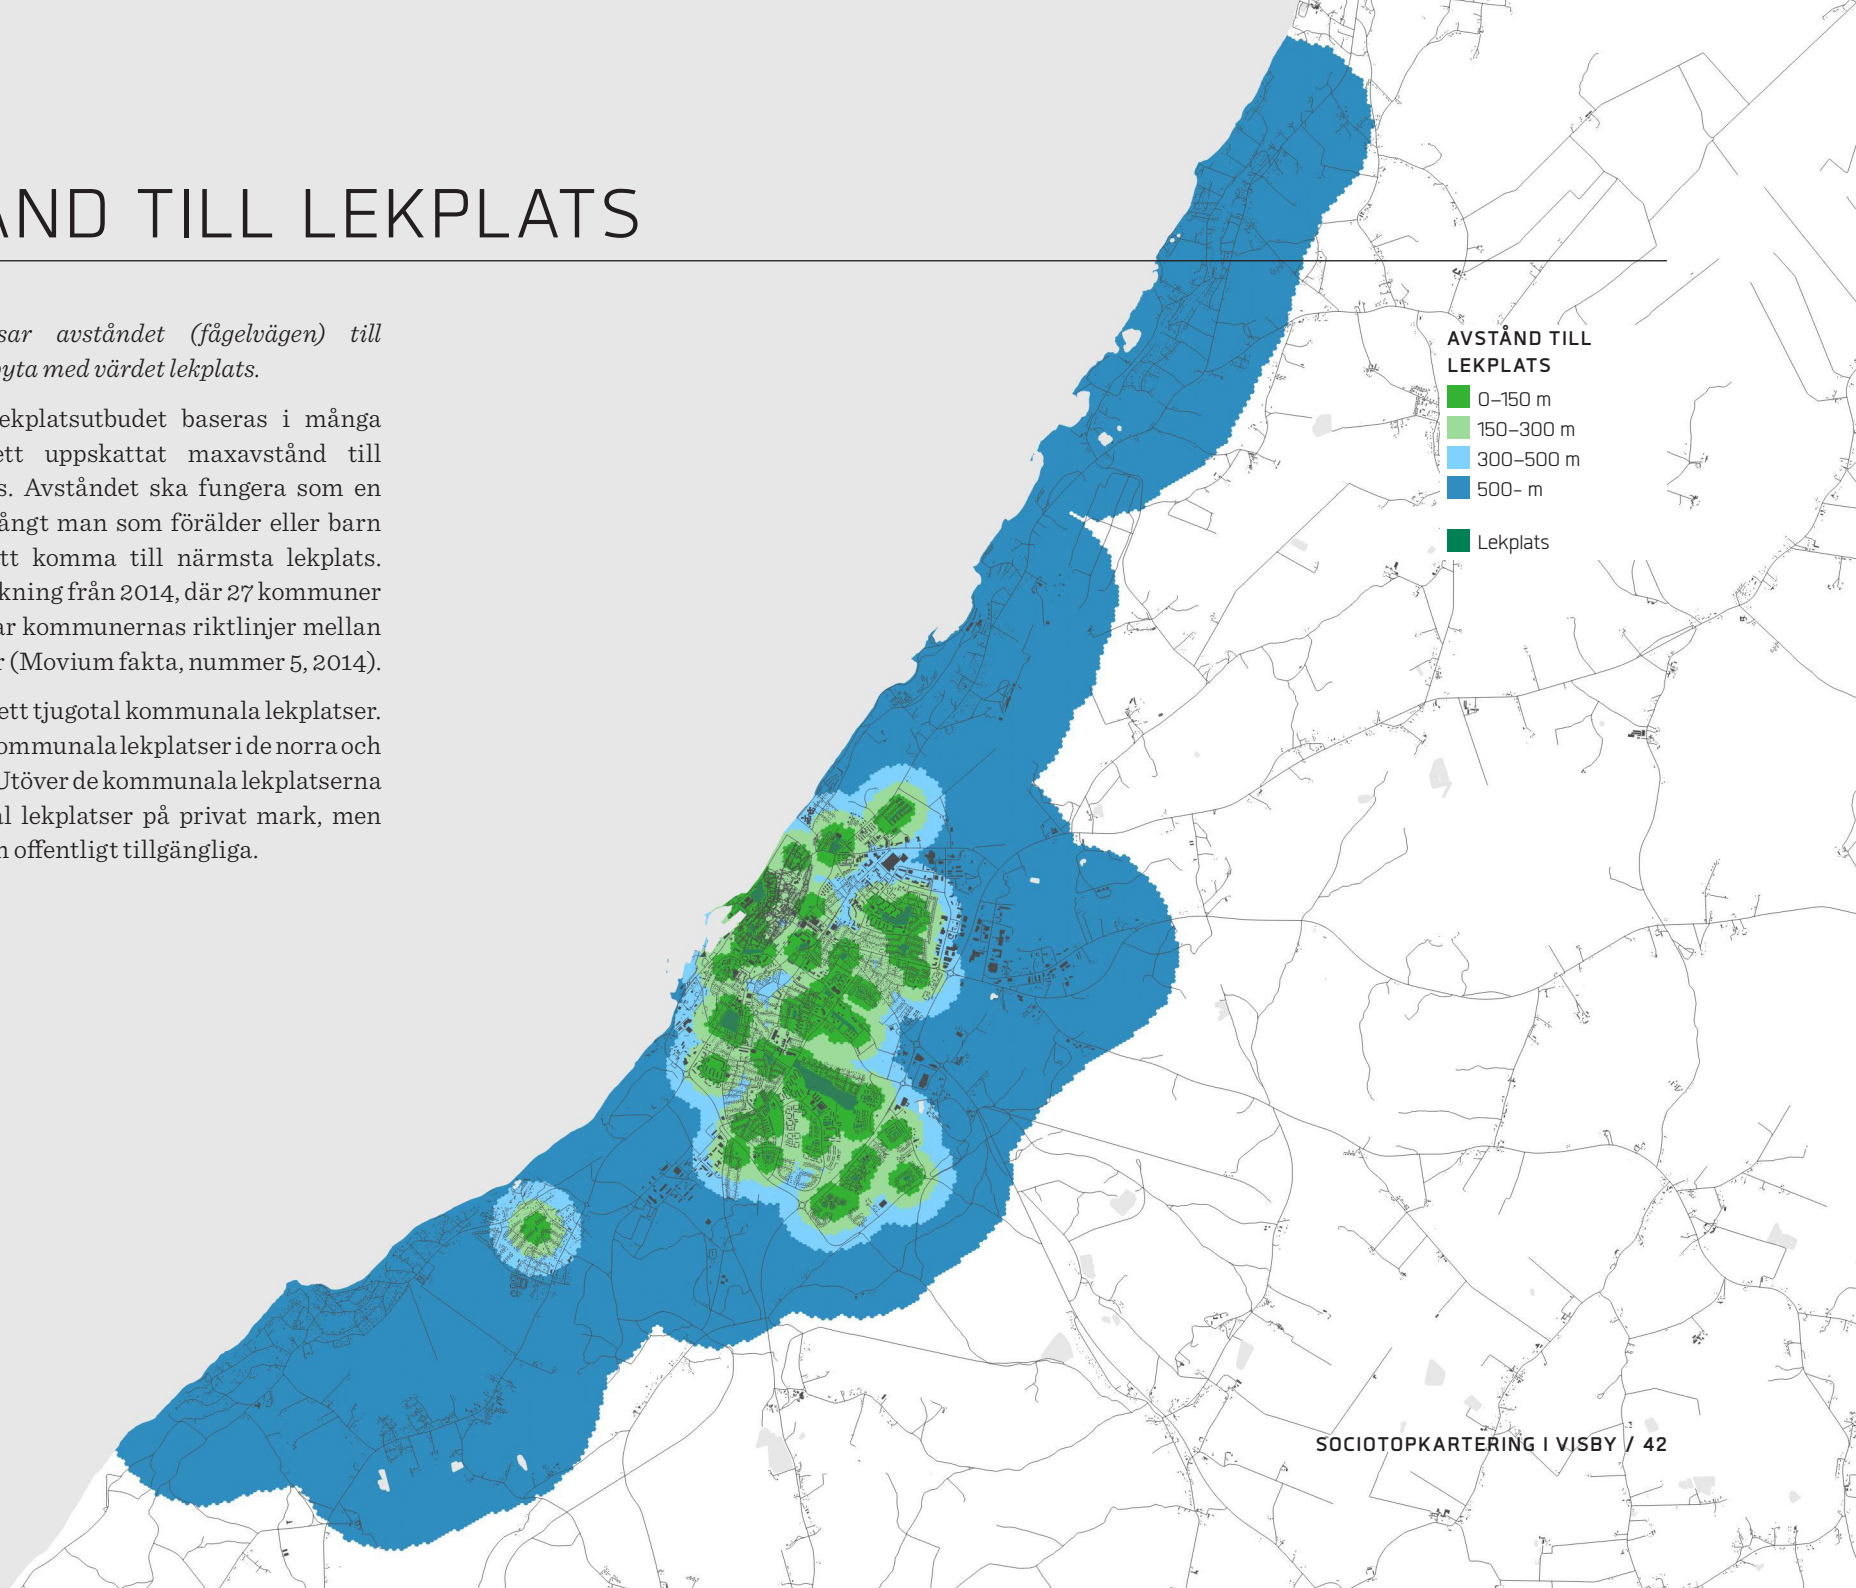 ÅND TILL LEKPLATS
sar avståndet (fågelvägen) till
yta med värdet lekplats.
ekplatsutbudet baseras i många
ett uppskattat maxavstånd till
s. Avståndet ska fungera som en
ångt man som förälder eller barn
tt komma till närmsta lekplats.
kning från 2014, där 27 kommuner
ar kommunernas riktlinjer mellan
r (Movium fakta, nummer 5, 2014).
ett tjugotal kommunala lekplatser.
ommunala lekplatser i de norra och
Utöver de kommunala lekplatserna
al lekplatser på privat mark, men
n offentligt tillgängliga.
AVSTÅND TILL
LEKPLATS
0–150 m
150–300 m
300–500 m
500- m
Lekplats
SOCIOTOPKARTERING I VISBY / 42